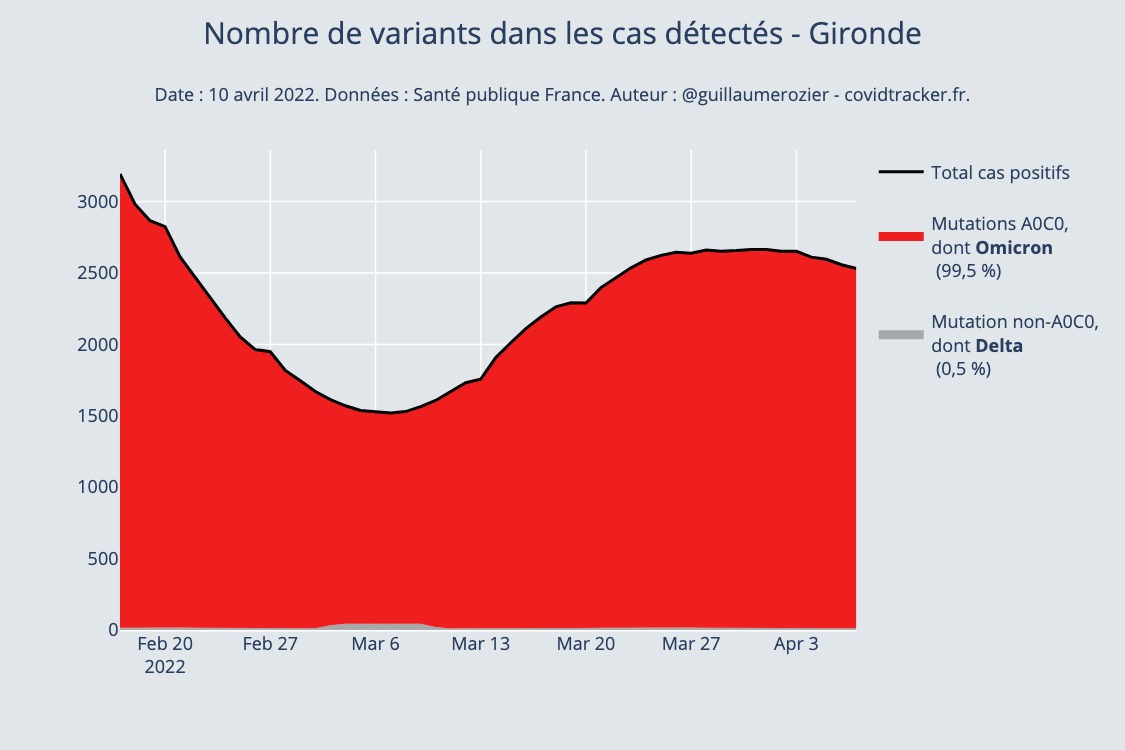 Nombre de variants dans les cas détectés - Gironde
Date : 10 avril 2022. Données : Santé publique France. Auteur : @guillaumerozier - covidtracker.fr.
Total cas positifs
Mutations A0C0,
dont Omicron
(99,5 %)
Mutation non-A0C0,
dont Delta
(0,5 %)
3000
2500
2000
1500
1000
500
0
Feb 20
2022
Feb 27
Mar 6
Mar 13
Mar 20
Mar 27
Apr 3